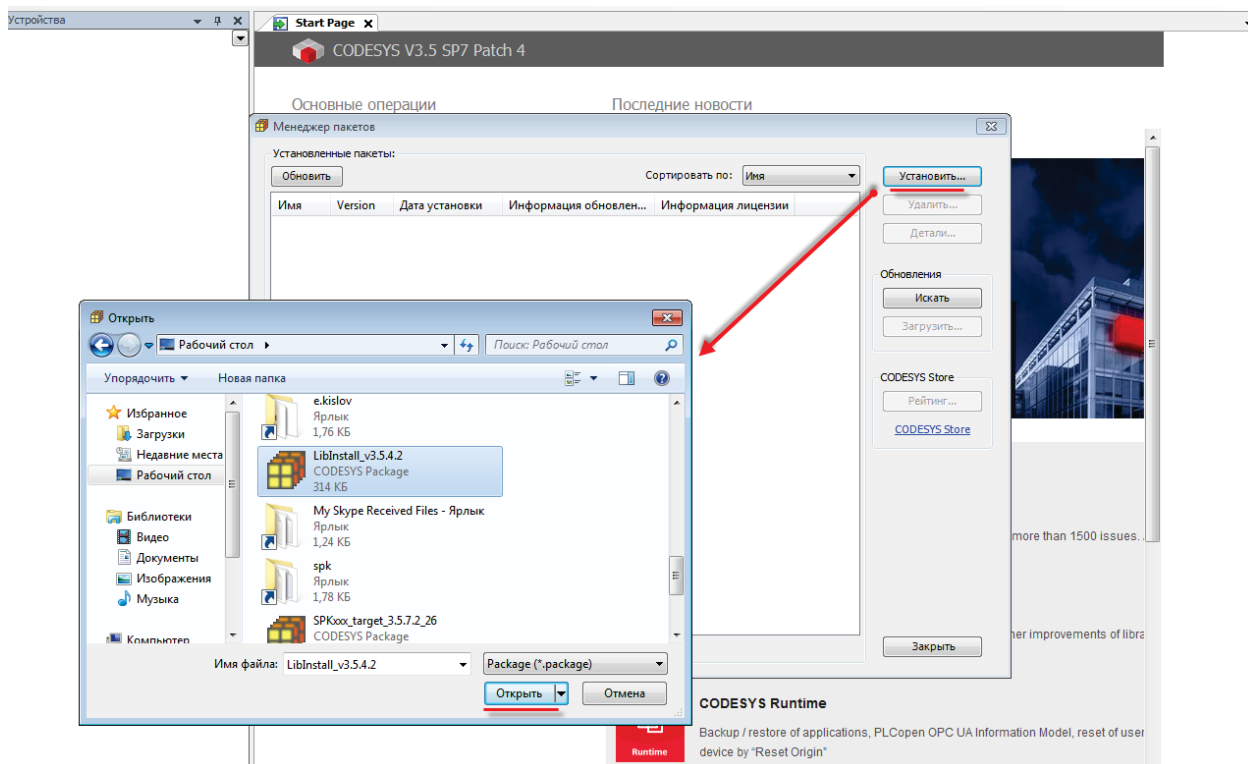 Устройства
Start Page
CODESYS V3.5 SP7 Patch 4
Основные операции
Последние новости
Менеджер пакетов
Установленные пакеты:
Обновить
Сортировать по:
Имя
Имя
Version
Дата установки
Информация обновлен...
Информация лицензии
Установить...
Удалить...
Детали...
Обновления
Искать
Загрузить...
CODESYS Store
Рейтинг...
CODESYS Store
Закрыть
Открыть
Рабочий стол
Поиск: Рабочий стол
Упорядочить
Новая папка
Избранное
Загрузки
Недавние места
Рабочий стол
Библиотеки
Видео
Документы
Изображения
Музыка
Компьютер
e.kislov
Ярлык
1,76 КБ
LibInstall_v3.5.4.2
CODESYS Package
314 КБ
My Skype Received Files - Ярлык
Ярлык
1,24 КБ
spk
Ярлык
1,78 КБ
SPKxxx_target_3.5.7.2_26
CODESYS Package
Имя файла:
LibInstall_v3.5.4.2
Package (*.package)
Открыть
Отмена
more than 1500 issues.
improvements of
CODESYS Runtime
Backup / restore of applications, PLCopen OPC UA Information Model, reset of user
device by "Reset Origin"
Runtime